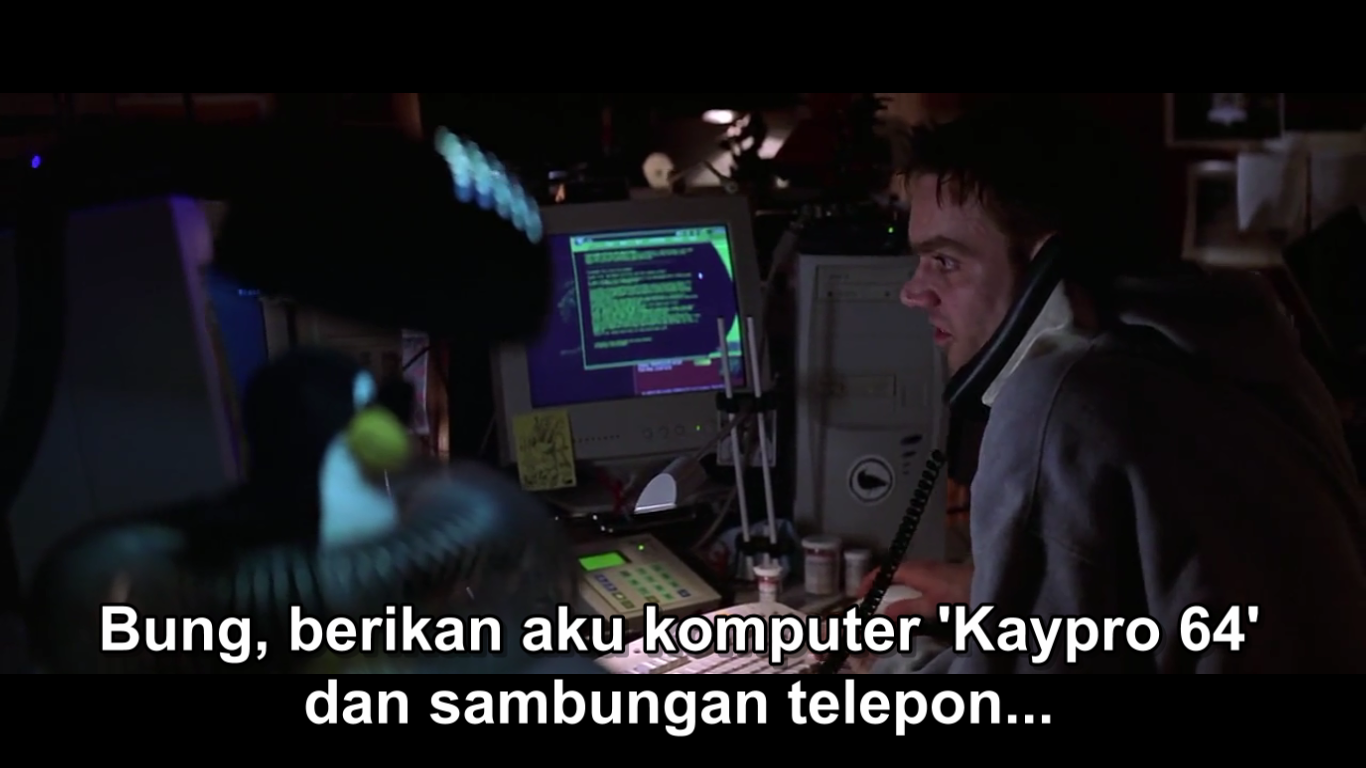 Bung, berikan aku komputer 'Kaypro 64'
dan sambungan telepon...